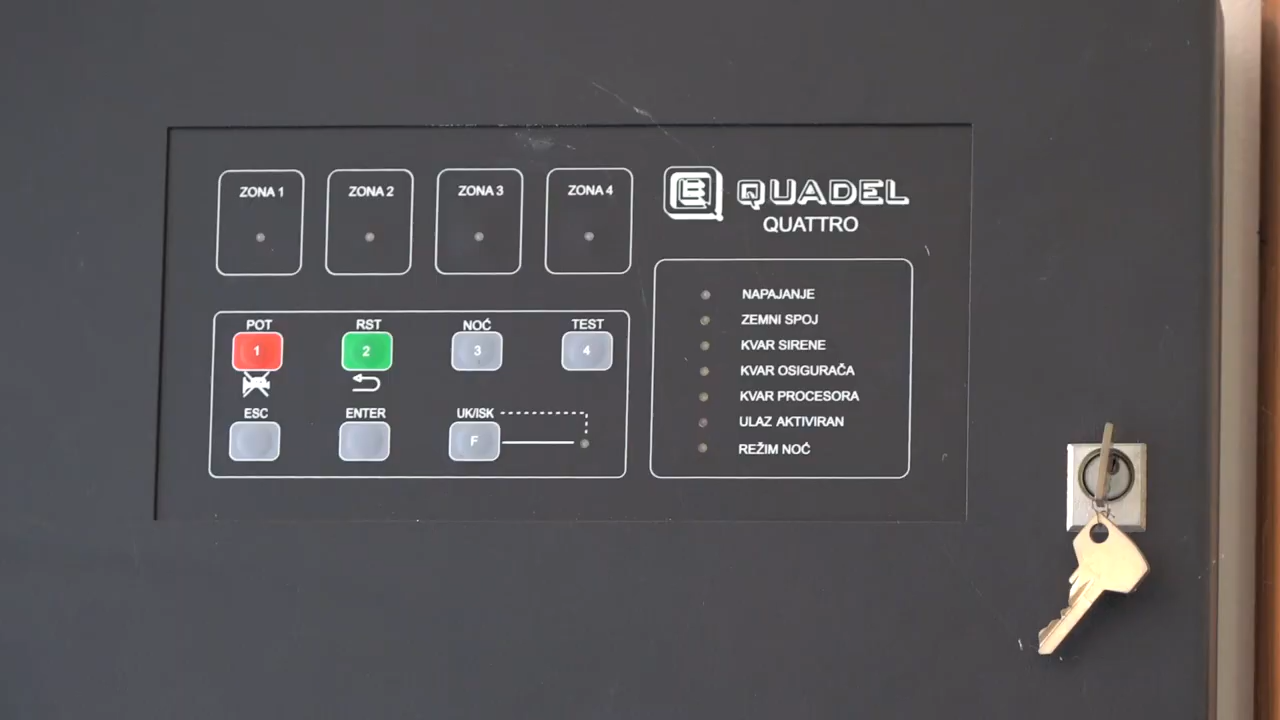 ZONA 1
ZONA 2
ZONA 3
ZONA 4
QUADEL
QUATTRO
POT
RST
NOĆ
TEST
1
2
3
4
ESC
ENTER
UK/ISK
F
NAPAJANJE
ZEMNI SPOJ
KVAR SIRENE
KVAR OSIGURAČA
KVAR PROCESORA
ULAZ AKTIVIRAN
REŽIM NOĆ